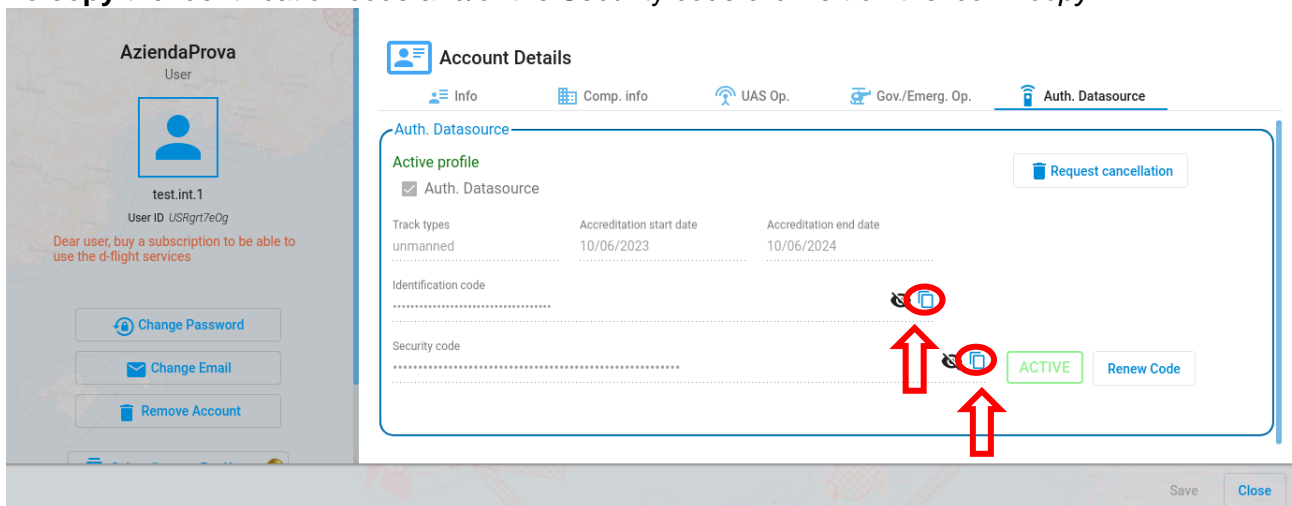 AziendaProva
User
test.int.1
User ID USRgrt7eOg
Dear user, buy a subscription to be able to
use the d-flight services
Change Password
Change Email
Remove Account
Account Details
Info Comp. info UAS Op. Gov./Emerg. Op. Auth. Datasource
Auth. Datasource
Active profile
Request cancellation
Auth. Datasource
Track types Accreditation start date Accreditation end date
unmanned 10/06/2023 10/06/2024
Identification code
Security code
ACTIVE Renew Code
Save Close